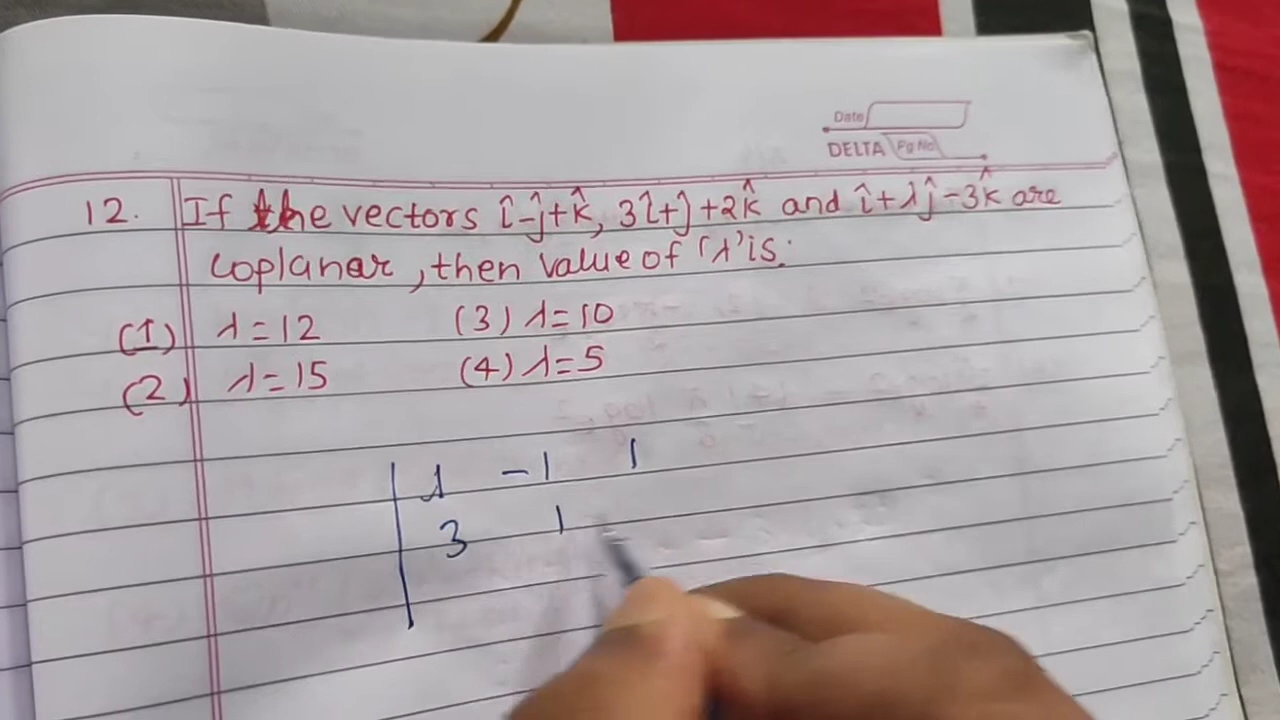 Date
DELTA Pg No
12. If the vectors î-ĵ+k̂, 3î+ĵ+2k̂ and î+λĵ-3k̂ are
coplanar, then value of 'λ' is:
(1) λ=12 (3) λ=10
(2) λ=15 (4) λ=5
1 -1 1
3 1